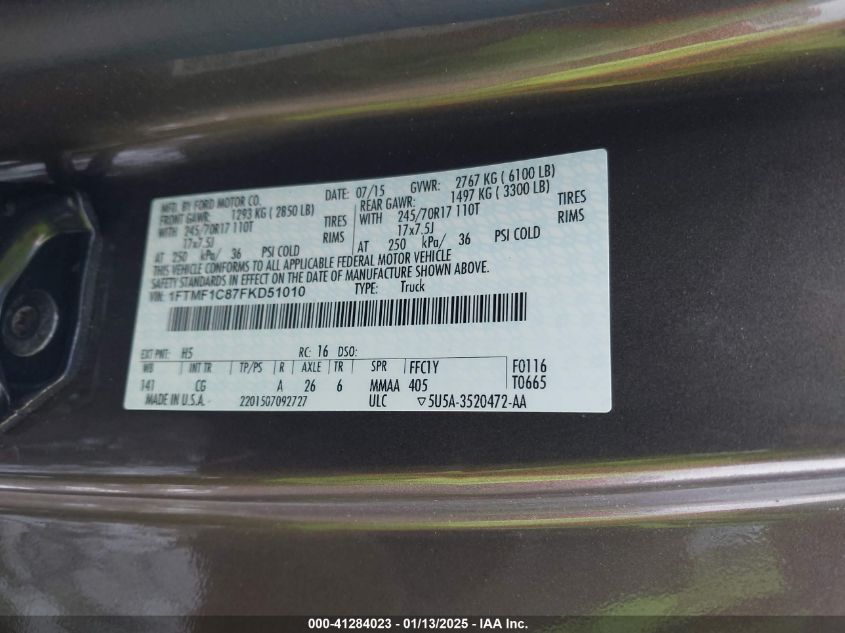 MFD. BY FORD MOTOR CO. DATE: 07/15 GVWR: 2767 KG ( 6100 LB)
FRONT GAWR: 1293 KG ( 2850 LB) REAR GAWR: 1497 KG ( 3300 LB)
WITH 245/70R17 110T TIRES WITH 245/70R17 110T TIRES
17x7.5J RIMS 17x7.5J RIMS
AT 250 kPa/ 36 PSI COLD AT 250 kPa/ 36 PSI COLD
THIS VEHICLE CONFORMS TO ALL APPLICABLE FEDERAL MOTOR VEHICLE
SAFETY STANDARDS IN EFFECT ON THE DATE OF MANUFACTURE SHOWN ABOVE.
VIN: 1FTMF1C87FKD51010 TYPE: Truck
EXT PNT: H5 RC: 16 DSO:
WB INT TR TP/PS R AXLE TR SPR FFC1Y F0116
141 CG A 26 6 MMAA 405 T0665
MADE IN U.S.A. 2201507092727 ULC ▽5U5A-3520472-AA
000-41284023 - 01/13/2025 - IAA Inc.